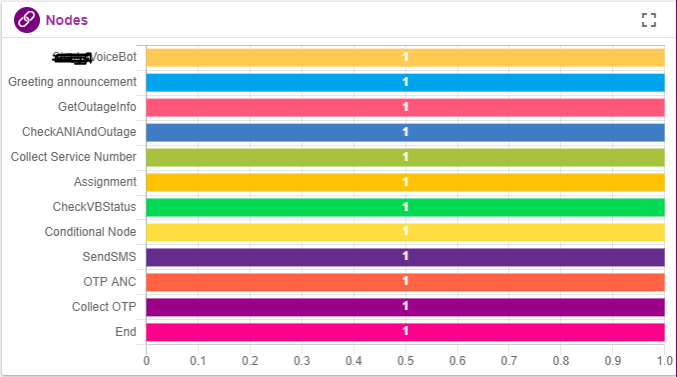 Nodes
VoiceBot 1
Greeting announcement 1
GetOutageInfo 1
CheckANIAndOutage 1
Collect Service Number 1
Assignment 1
CheckVBStatus 1
Conditional Node 1
SendSMS 1
OTP ANC 1
Collect OTP 1
End 1
0 0.1 0.2 0.3 0.4 0.5 0.6 0.7 0.8 0.9 1.0